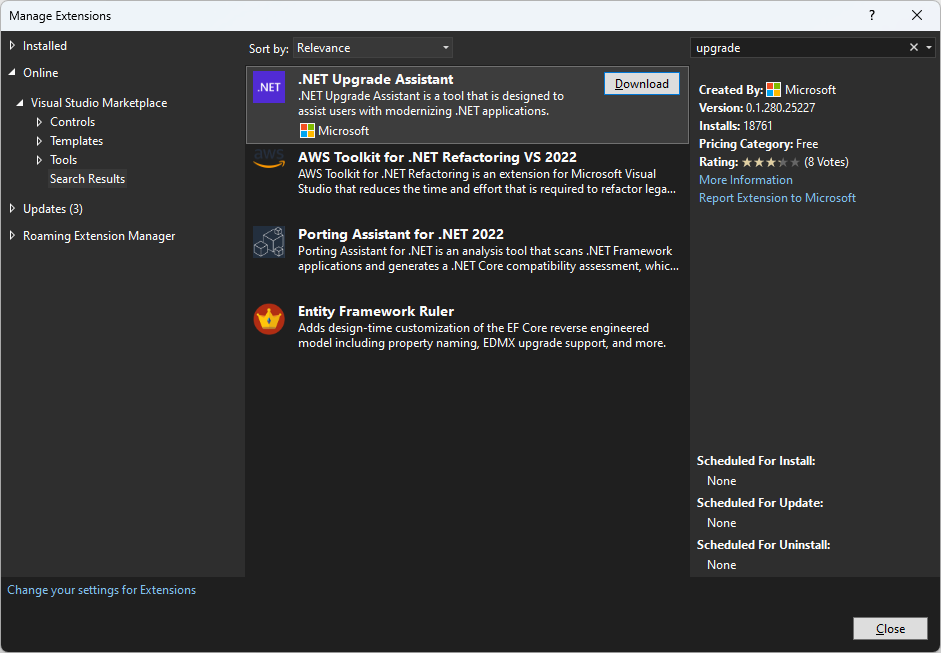 Manage Extensions
?
Installed
Online
Visual Studio Marketplace
Controls
Templates
Tools
Search Results
Updates (3)
Roaming Extension Manager
Change your settings for Extensions
Sort by: Relevance
.NET
.NET Upgrade Assistant
Download
.NET Upgrade Assistant is a tool that is designed to
assist users with modernizing .NET applications.
Microsoft
aws
AWS Toolkit for .NET Refactoring VS 2022
AWS Toolkit for .NET Refactoring is an extension for Microsoft Visual
Studio that reduces the time and effort that is required to refactor lega...
Porting Assistant for .NET 2022
Porting Assistant for .NET is an analysis tool that scans .NET Framework
applications and generates a .NET Core compatibility assessment, whic...
Entity Framework Ruler
Adds design-time customization of the EF Core reverse engineered
model including property naming, EDMX upgrade support, and more.
upgrade
Created By: Microsoft
Version: 0.1.280.25227
Installs: 18761
Pricing Category: Free
Rating: (8 Votes)
More Information
Report Extension to Microsoft
Scheduled For Install:
None
Scheduled For Update:
None
Scheduled For Uninstall:
None
Close